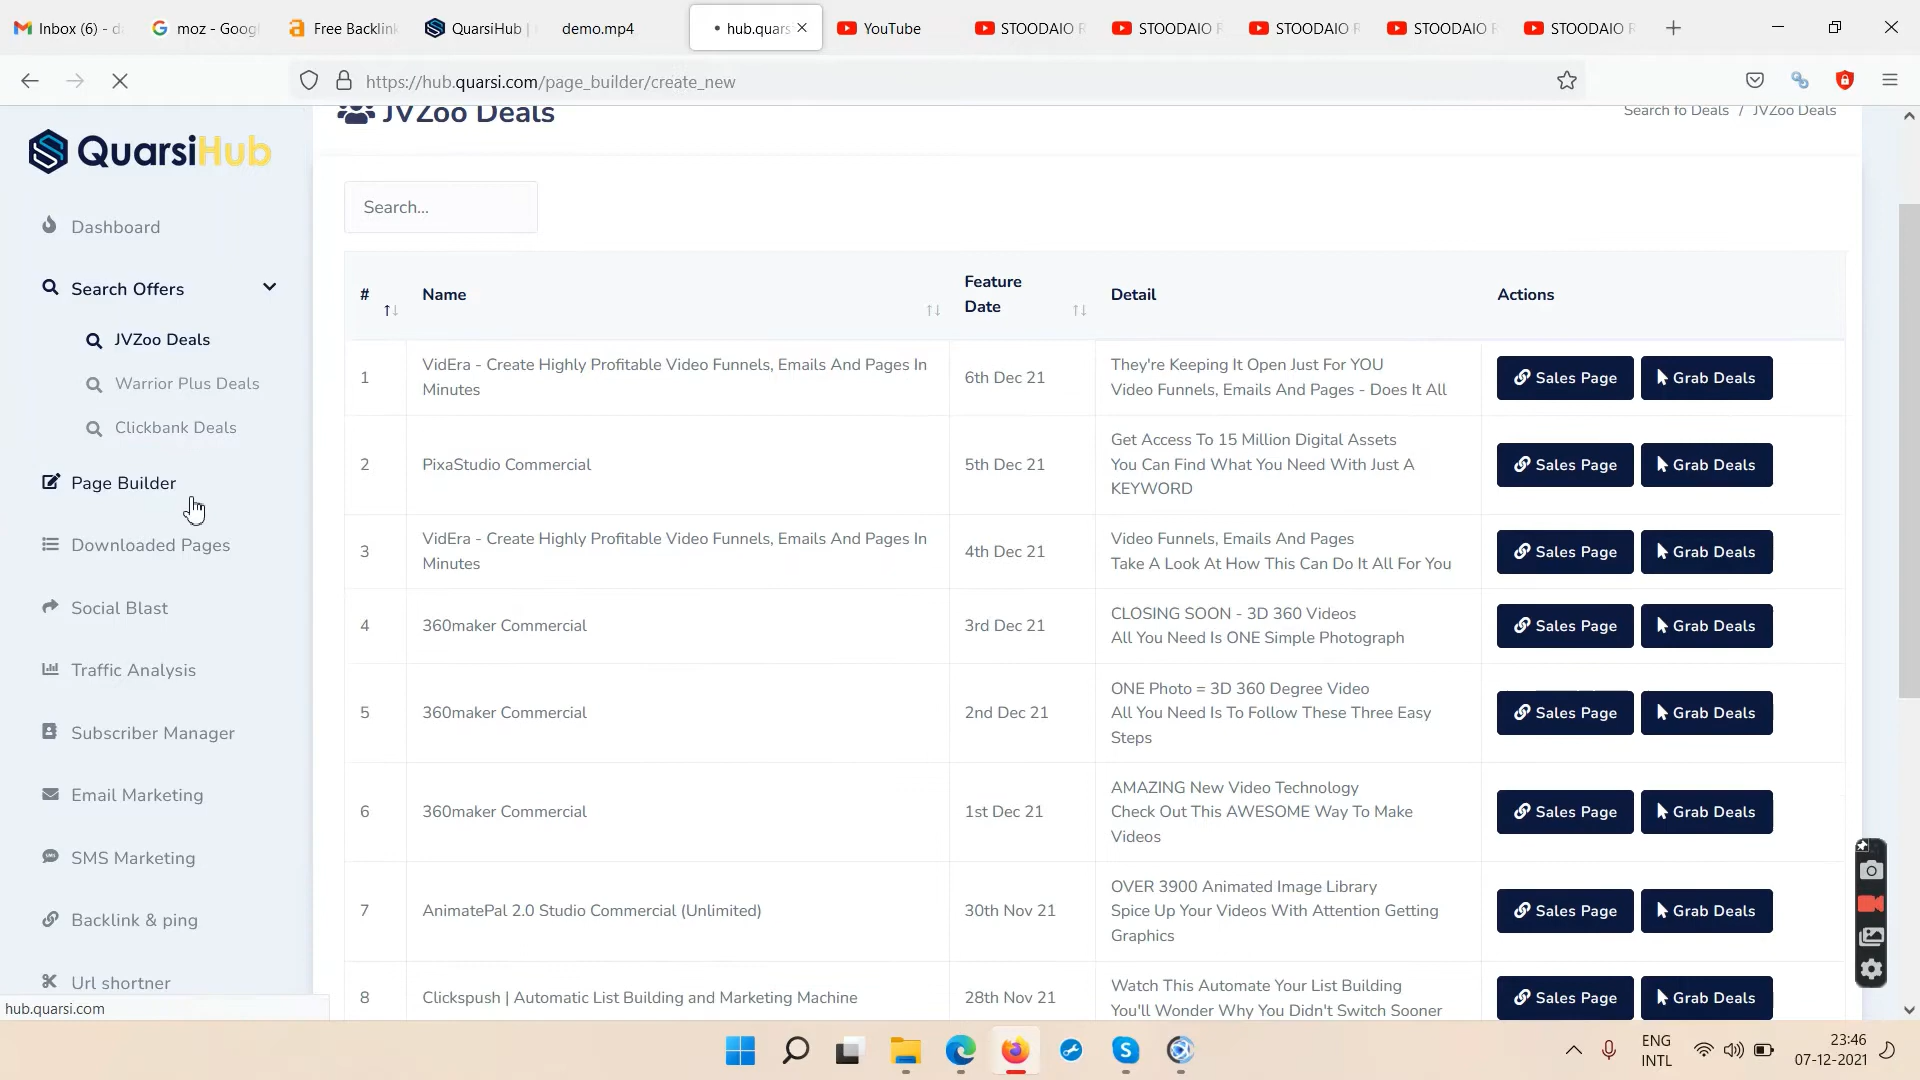 Inbox (6) - d
moz - Goog
Free Backlink
QuarsiHub |
demo.mp4
hub.quars
YouTube
STOODAIO R
STOODAIO R
STOODAIO R
STOODAIO R
STOODAIO R
https://hub.quarsi.com/page_builder/create_new
QuarsiHub
JVZoo Deals
Search fo Deals / JVZoo Deals
Dashboard
Search Offers
JVZoo Deals
Warrior Plus Deals
Clickbank Deals
Page Builder
Downloaded Pages
Social Blast
Traffic Analysis
Subscriber Manager
Email Marketing
SMS Marketing
Backlink & ping
Url shortner
hub.quarsi.com
Search...
# Name Feature Date Detail Actions
1 VidEra - Create Highly Profitable Video Funnels, Emails And Pages In
Minutes
6th Dec 21
They're Keeping It Open Just For YOU
Video Funnels, Emails And Pages - Does It All
Sales Page Grab Deals
2 PixaStudio Commercial
5th Dec 21
Get Access To 15 Million Digital Assets
You Can Find What You Need With Just A
KEYWORD
Sales Page Grab Deals
3 VidEra - Create Highly Profitable Video Funnels, Emails And Pages In
Minutes
4th Dec 21
Video Funnels, Emails And Pages
Take A Look At How This Can Do It All For You
Sales Page Grab Deals
4 360maker Commercial
3rd Dec 21
CLOSING SOON - 3D 360 Videos
All You Need Is ONE Simple Photograph
Sales Page Grab Deals
5 360maker Commercial
2nd Dec 21
ONE Photo = 3D 360 Degree Video
All You Need Is To Follow These Three Easy
Steps
Sales Page Grab Deals
6 360maker Commercial
1st Dec 21
AMAZING New Video Technology
Check Out This AWESOME Way To Make
Videos
Sales Page Grab Deals
7 AnimatePal 2.0 Studio Commercial (Unlimited)
30th Nov 21
OVER 3900 Animated Image Library
Spice Up Your Videos With Attention Getting
Graphics
Sales Page Grab Deals
8 Clickspush | Automatic List Building and Marketing Machine
28th Nov 21
Watch This Automate Your List Building
You'll Wonder Why You Didn't Switch Sooner
Sales Page Grab Deals
ENG
INTL
23:46
07-12-2021